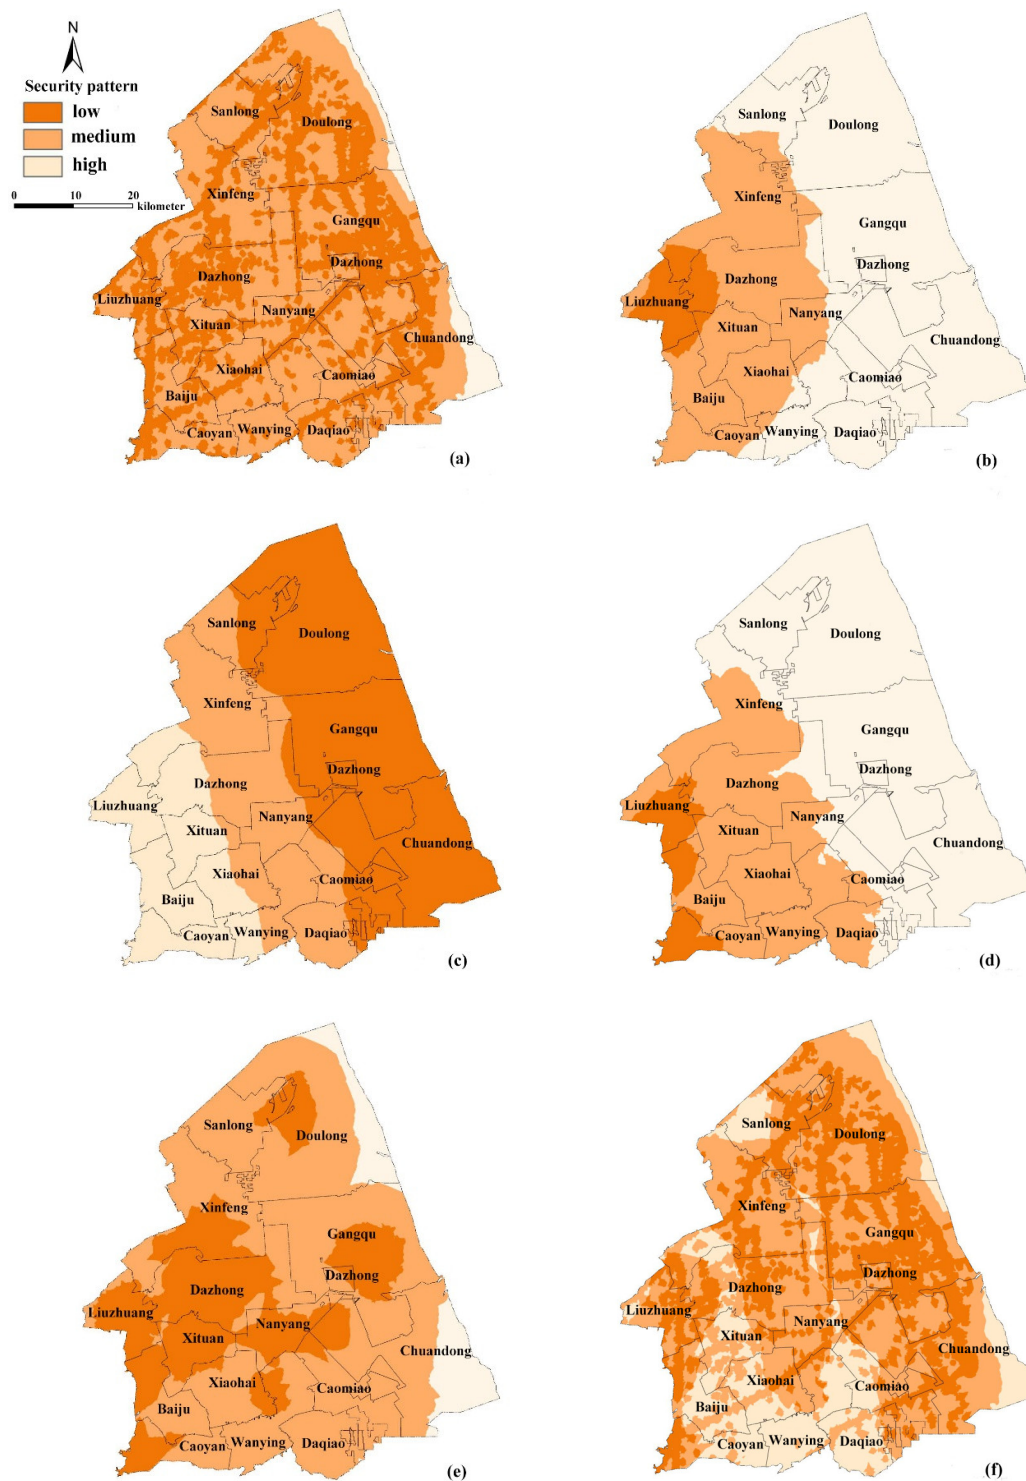 N
Security pattern
low
medium
high
0 10 20
kilometer
Sanlong
Doulong
Xinfeng
Gangqu
Dazhong
Dazhong
Liuzhuang
Nanyang
Xituan
Chuandong
Xiaohai
Caomiao
Baiju
Caoyan
Wanying
Daqiao
(a)
Sanlong
Doulong
Xinfeng
Gangqu
Dazhong
Dazhong
Liuzhuang
Nanyang
Xituan
Chuandong
Xiaohai
Caomiao
Baiju
Caoyan
Wanying
Daqiao
(b)
Sanlong
Doulong
Xinfeng
Gangqu
Dazhong
Dazhong
Liuzhuang
Nanyang
Xituan
Chuandong
Xiaohai
Caomiao
Baiju
Caoyan
Wanying
Daqiao
(c)
Sanlong
Doulong
Xinfeng
Gangqu
Dazhong
Dazhong
Liuzhuang
Nanyang
Xituan
Chuandong
Xiaohai
Caomiao
Baiju
Caoyan
Wanying
Daqiao
(d)
Sanlong
Doulong
Xinfeng
Gangqu
Dazhong
Dazhong
Liuzhuang
Nanyang
Xituan
Chuandong
Xiaohai
Caomiao
Baiju
Caoyan
Wanying
Daqiao
(e)
Sanlong
Doulong
Xinfeng
Gangqu
Dazhong
Dazhong
Liuzhuang
Nanyang
Xituan
Chuandong
Xiaohai
Caomiao
Baiju
Caoyan
Wanying
Daqiao
(f)